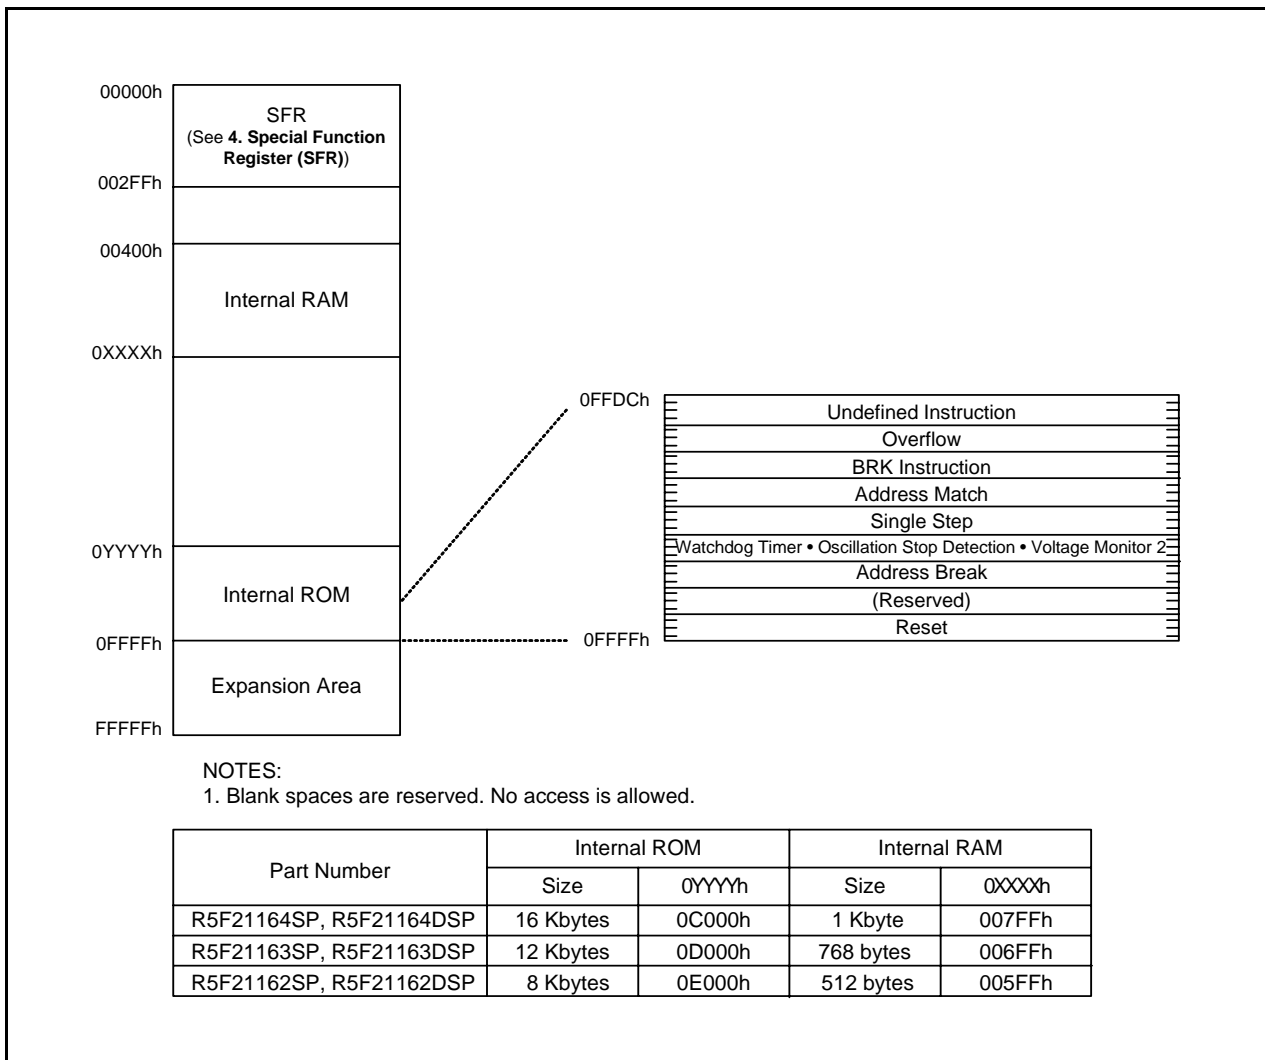 00000h
SFR
(See 4. Special Function
Register (SFR))
002FFh
00400h
Internal RAM
0XXXXh
0FFDCh
Undefined Instruction
Overflow
BRK Instruction
Address Match
Single Step
0YYYYh
Watchdog Timer • Oscillation Stop Detection • Voltage Monitor 2
Address Break
Internal ROM
(Reserved)
Reset
0FFFFh
0FFFFh
Expansion Area
FFFFFh
NOTES:
1. Blank spaces are reserved. No access is allowed.
Part Number Internal ROM Internal RAM
Size 0YYYYh Size 0XXXXh
R5F21164SP, R5F21164DSP 16 Kbytes 0C000h 1 Kbyte 007FFh
R5F21163SP, R5F21163DSP 12 Kbytes 0D000h 768 bytes 006FFh
R5F21162SP, R5F21162DSP 8 Kbytes 0E000h 512 bytes 005FFh